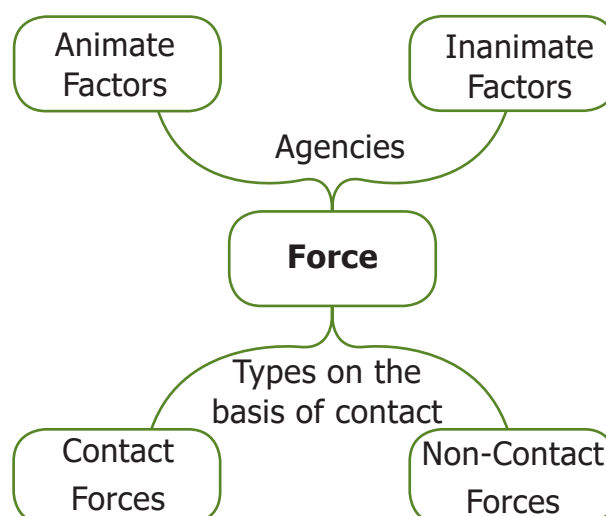 Animate
Factors
Inanimate
Factors
Agencies
Force
Types on the
basis of contact
Contact
Forces
Non-Contact
Forces